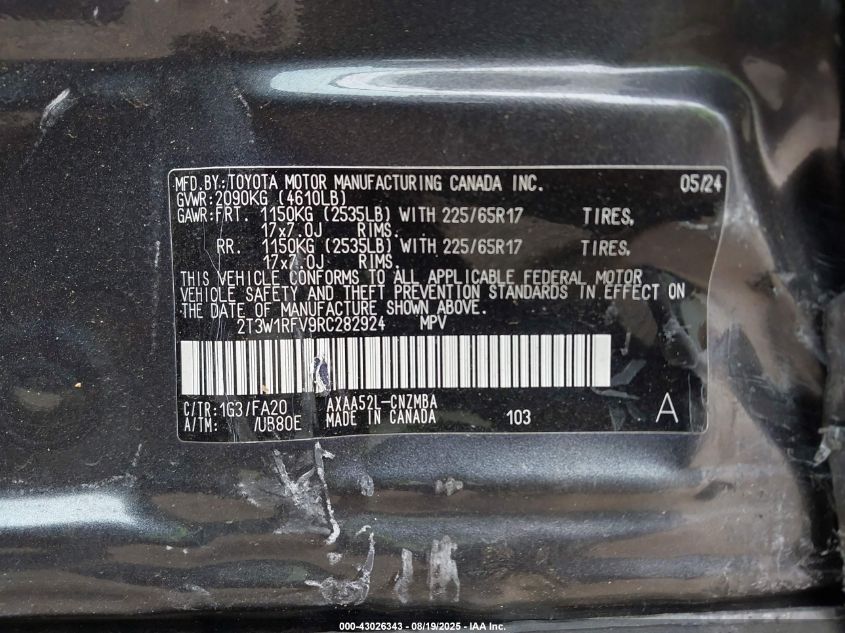 MFD.BY:TOYOTA MOTOR MANUFACTURING CANADA INC. 05/24
GVWR:2090KG (4610LB)
GAWR:FRT. 1150KG (2535LB) WITH 225/65R17 TIRES,
17x7.0J RIMS.
RR. 1150KG (2535LB) WITH 225/65R17 TIRES,
17x7.0J RIMS.
THIS VEHICLE CONFORMS TO ALL APPLICABLE FEDERAL MOTOR
VEHICLE SAFETY AND THEFT PREVENTION STANDARDS IN EFFECT ON
THE DATE OF MANUFACTURE SHOWN ABOVE.
2T3W1RFV9RC282924 MPV
C/TR:1G3/FA20 AXAA52L-CNZMBA
A/TM: /UB80E MADE IN CANADA 103 A
000-43026343 - 08/19/2025 - IAA Inc.